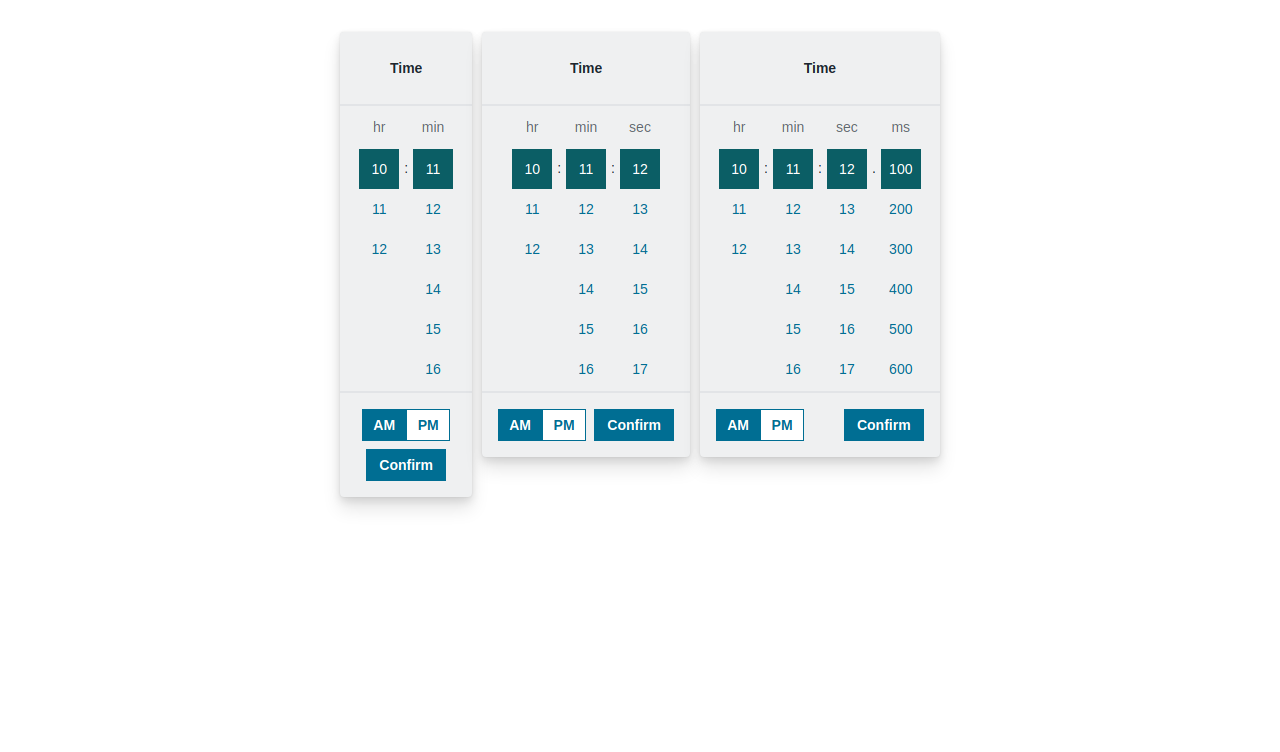 Time
hr min
10 : 11
11 12
12 13
14
15
16
AM PM
Confirm
Time
hr min sec
10 : 11 : 12
11 12 13
12 13 14
14 15
15 16
16 17
AM PM Confirm
Time
hr min sec ms
10 : 11 : 12 . 100
11 12 13 200
12 13 14 300
14 15 400
15 16 500
16 17 600
AM PM Confirm